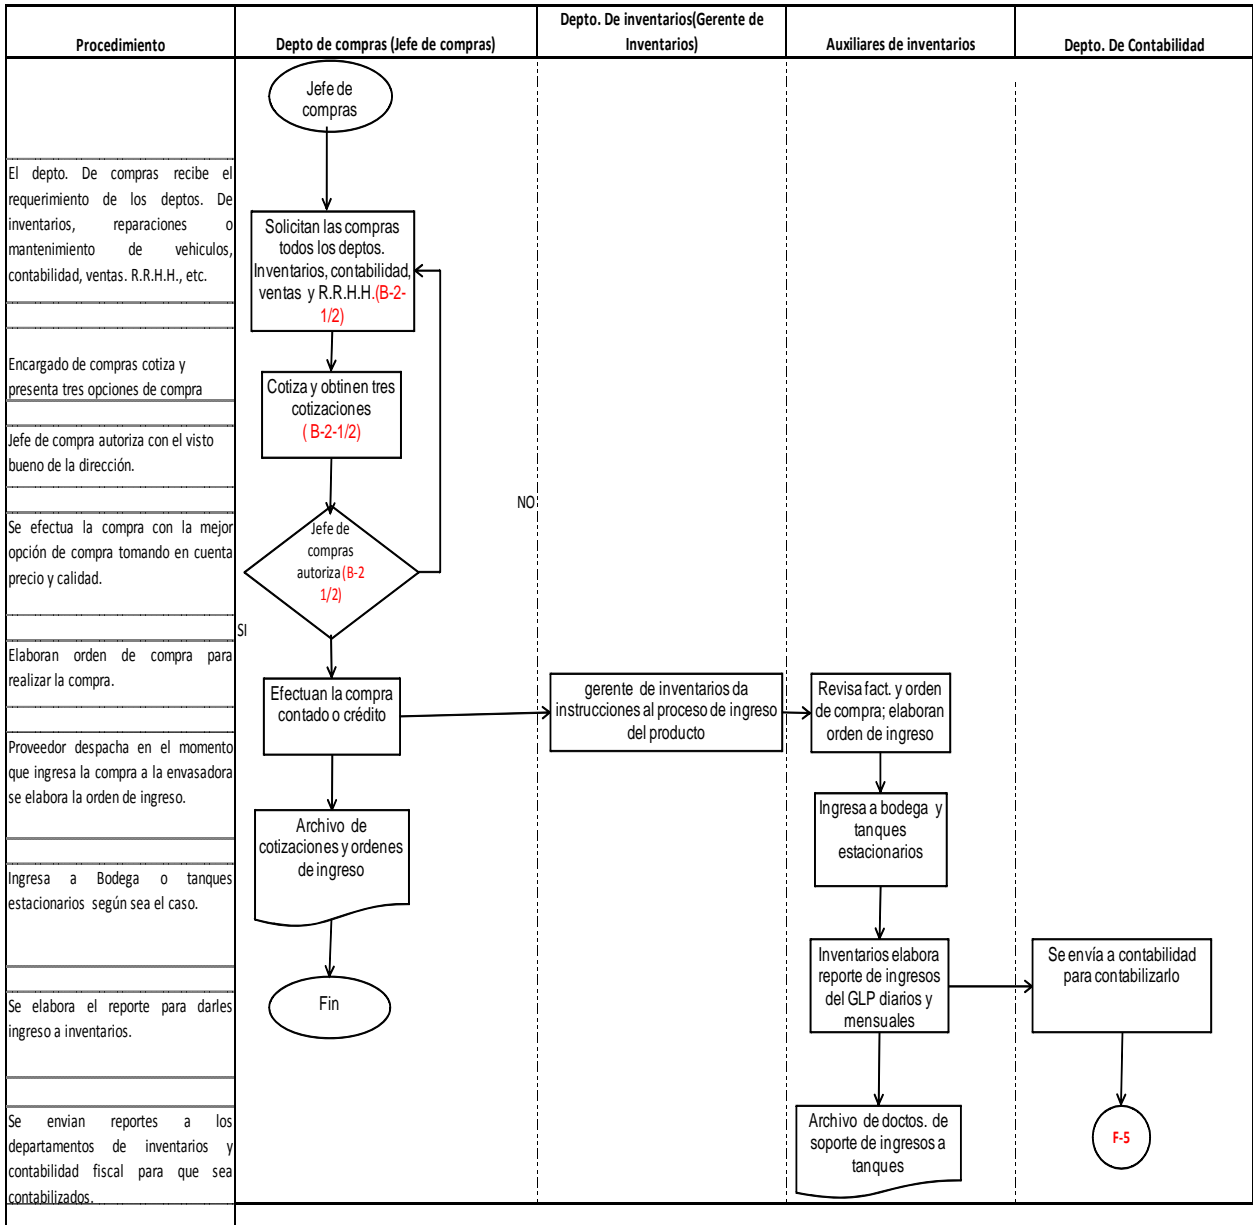 Procedimiento
Depto de compras (Jefe de compras)
Depto. De inventarios(Gerente de
Inventarios)
Auxiliares de inventarios
Depto. De Contabilidad
El depto. De compras recibe el
requerimiento de los deptos. De
inventarios, reparaciones o
mantenimiento de vehiculos,
contabilidad, ventas. R.R.H.H., etc.
Encargado de compras cotiza y
presenta tres opciones de compra
Jefe de compra autoriza con el visto
bueno de la dirección.
Se efectua la compra con la mejor
opción de compra tomando en cuenta
precio y calidad.
Elaboran orden de compra para
realizar la compra.
Proveedor despacha en el momento
que ingresa la compra a la envasadora
se elabora la orden de ingreso.
Ingresa a Bodega o tanques
estacionarios según sea el caso.
Se elabora el reporte para darles
ingreso a inventarios.
Se envian reportes a los
departamentos de inventarios y
contabilidad fiscal para que sea
contabilizados.
Jefe de
compras
Solicitan las compras
todos los deptos.
Inventarios, contabilidad,
ventas y R.R.H.H.(B-2-
1/2)
Cotiza y obtinen tres
cotizaciones
( B-2-1/2)
Jefe de
compras
autoriza (B-2
1/2)
NO
SI
Efectuan la compra
contado o crédito
Archivo de
cotizaciones y ordenes
de ingreso
Fin
gerente de inventarios da
instrucciones al proceso de ingreso
del producto
Revisa fact. y orden
de compra; elaboran
orden de ingreso
Ingresa a bodega y
tanques
estacionarios
Inventarios elabora
reporte de ingresos
del GLP diarios y
mensuales
Archivo de doctos. de
soporte de ingresos a
tanques
Se envía a contabilidad
para contabilizarlo
F-5